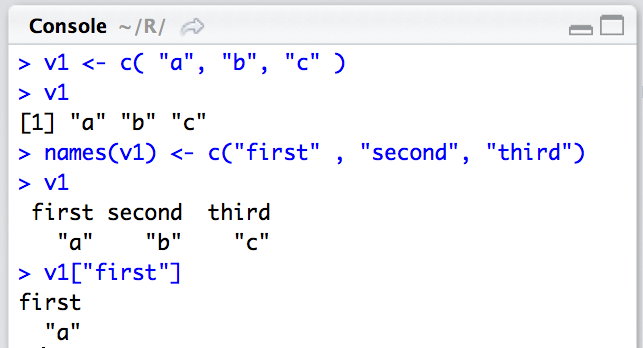 Console ~/R/
> v1 <- c( "a", "b", "c" )
> v1
[1] "a" "b" "c"
> names(v1) <- c("first" , "second", "third")
> v1
 first second  third
   "a"    "b"    "c"
> v1["first"]
first
  "a"